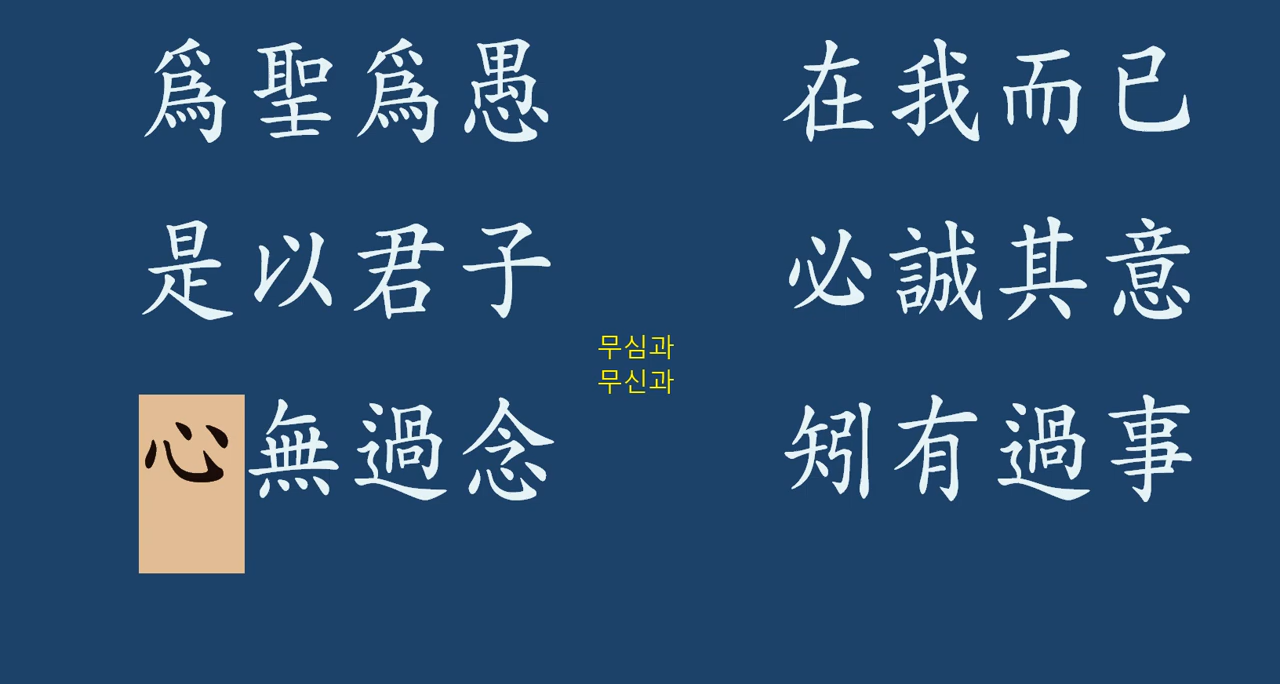 爲聖爲愚 在我而已
是以君子 必誠其意
무심과
무신과
心無過念 矧有過事